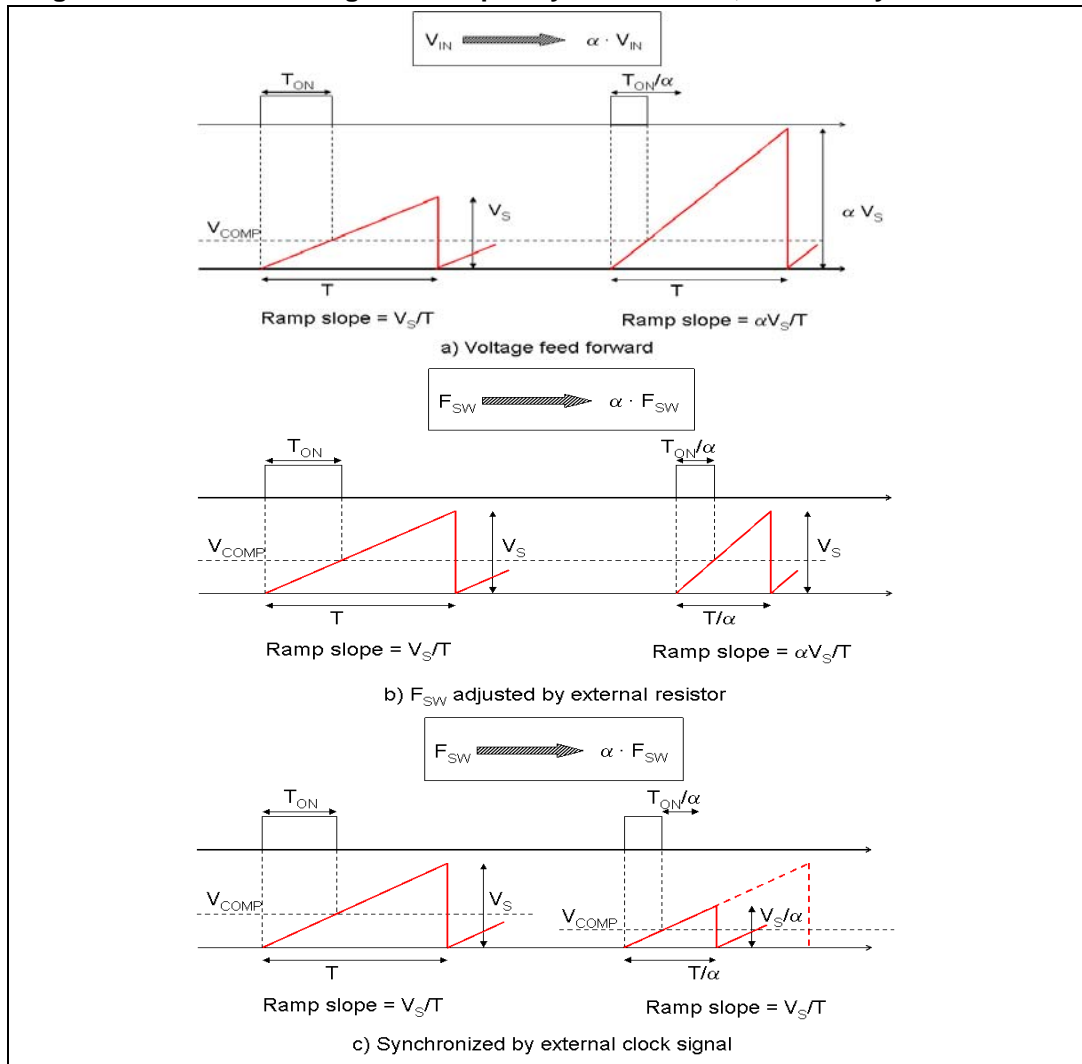 V_IN α · V_IN
T_ON T_ON/α
V_COMP V_S α V_S
T T
Ramp slope = V_S/T Ramp slope = αV_S/T
a) Voltage feed forward
F_SW α · F_SW
T_ON T_ON/α
V_COMP V_S V_S
T T/α
Ramp slope = V_S/T Ramp slope = αV_S/T
b) F_SW adjusted by external resistor
F_SW α · F_SW
T_ON T_ON/α
V_COMP V_S V_COMP V_S/α
T T/α
Ramp slope = V_S/T Ramp slope = V_S/T
c) Synchronized by external clock signal